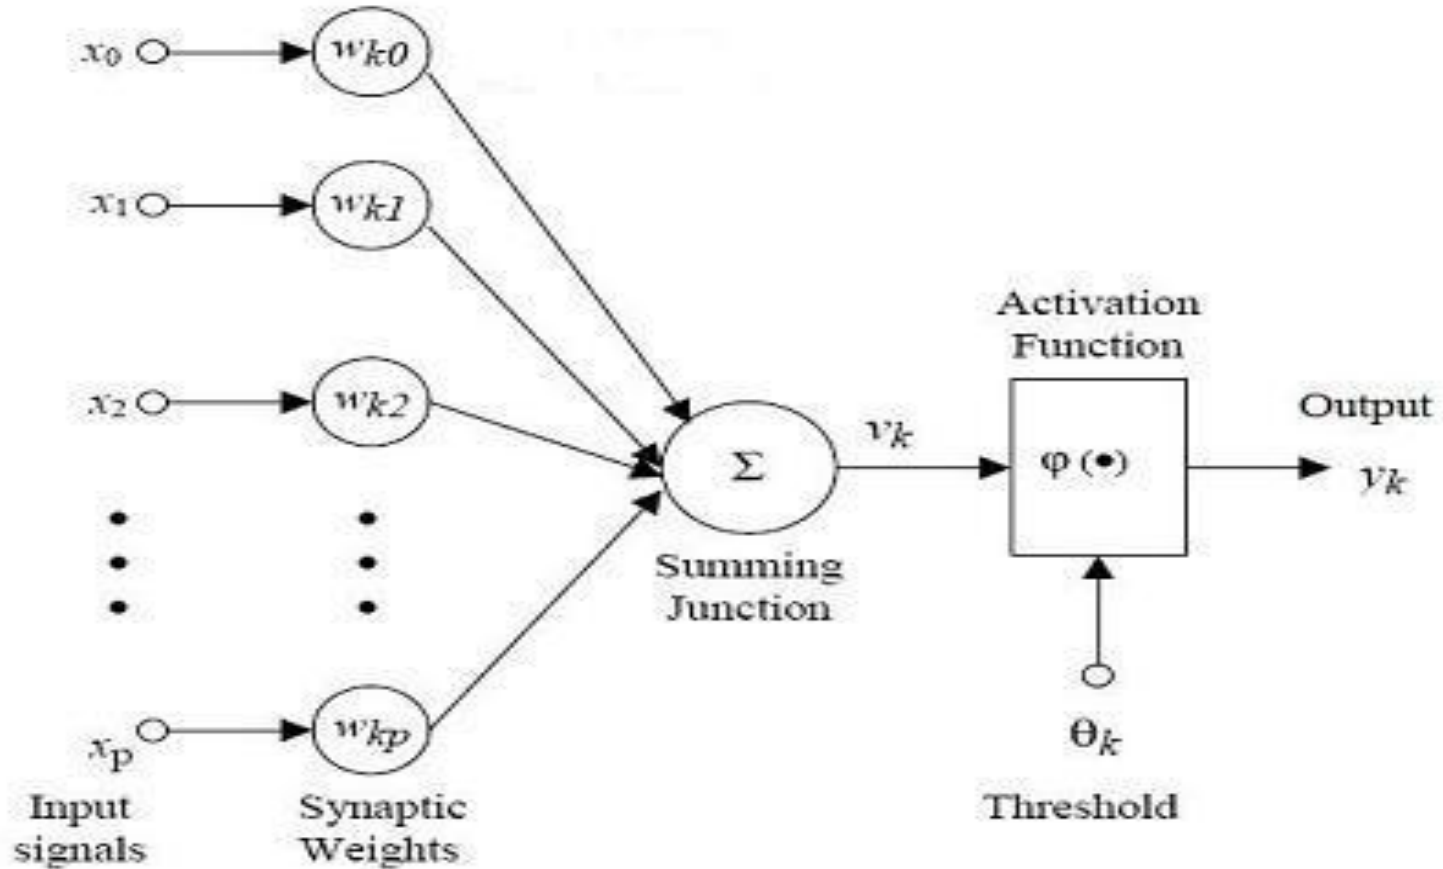 x0 wk0
x1 wk1
Activation
Function
x2 wk2
Output
vk
Σ
φ (•)
yk
Summing
Junction
xp wkp
θk
Input
signals
Synaptic
Weights
Threshold